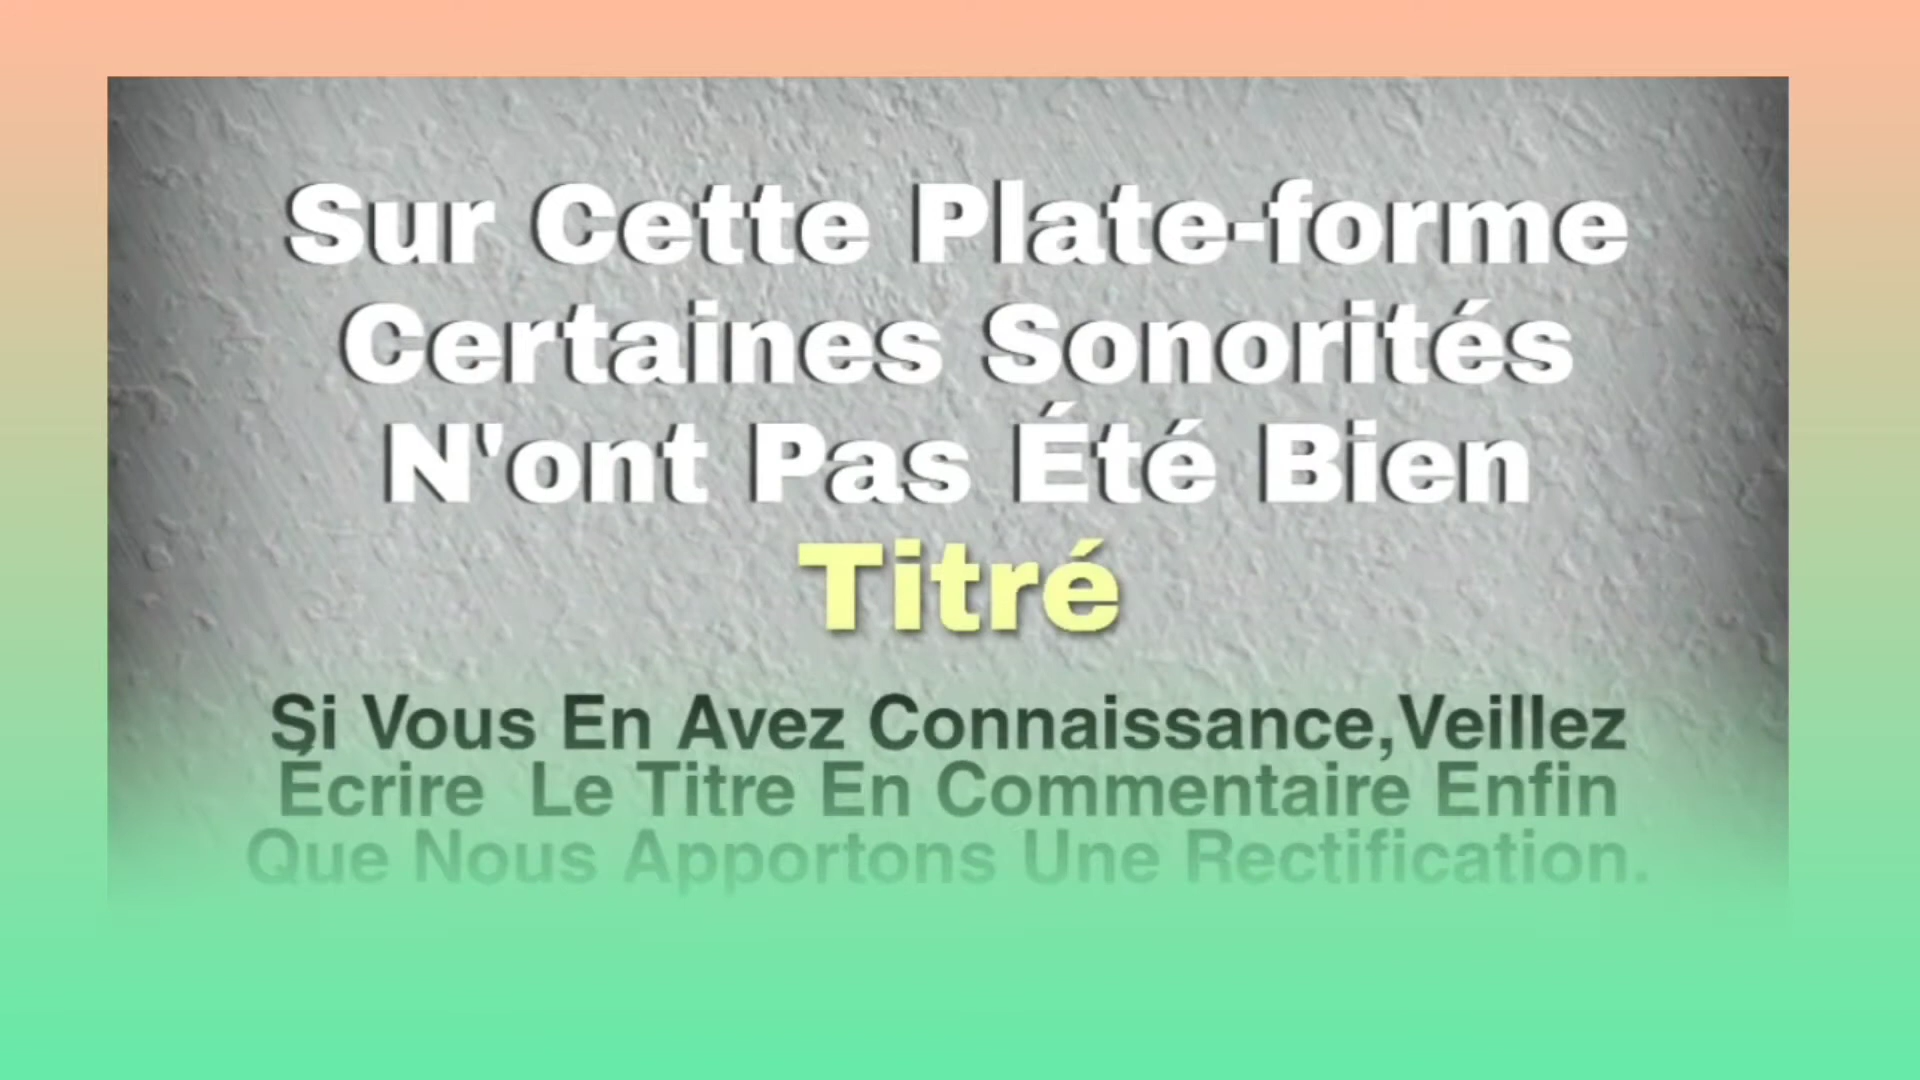 Sur Cette Plate-forme
Certaines Sonorités
N'ont Pas Été Bien
Titré
Si Vous En Avez Connaissance,Veillez
Écrire  Le Titre En Commentaire Enfin
Que Nous Apportons Une Rectification.